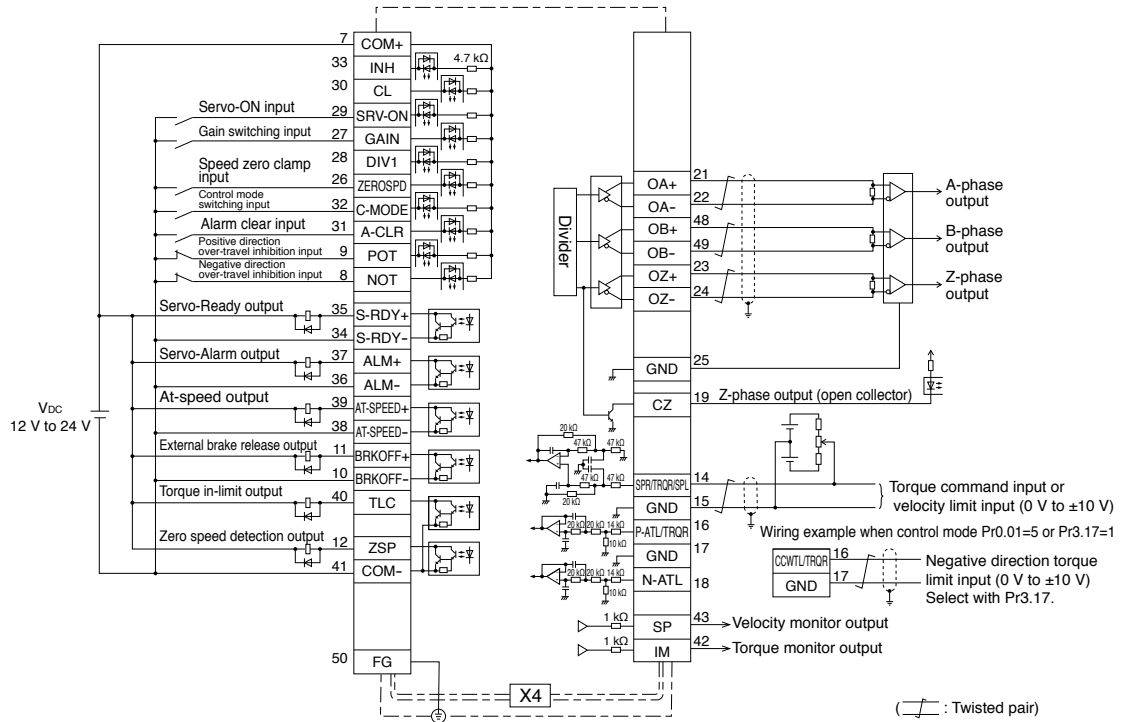 7
COM+
33
INH
4.7 kΩ
30
CL
Servo-ON input
29
SRV-ON
Gain switching input
27
GAIN
28
DIV1
Speed zero clamp
input
26
ZEROSPD
Control mode
switching input
32
C-MODE
Alarm clear input
31
A-CLR
Positive direction
over-travel inhibition input
9
POT
Negative direction
over-travel inhibition input
8
NOT
Servo-Ready output
35
S-RDY+
34
S-RDY-
Servo-Alarm output
37
ALM+
36
ALM-
At-speed output
39
AT-SPEED+
38
AT-SPEED-
External brake release output
11
BRKOFF+
10
BRKOFF-
Torque in-limit output
40
TLC
Zero speed detection output
12
ZSP
41
COM-
VDC
12 V to 24 V
50
FG
X4
Divider
21
OA+
22
OA-
A-phase
output
48
OB+
49
OB-
B-phase
output
23
OZ+
24
OZ-
Z-phase
output
25
GND
19
CZ
Z-phase output (open collector)
20 kΩ
47 kΩ
47 kΩ
47 kΩ
47 kΩ
20 kΩ
14
SPR/TRQR/SPL
15
GND
Torque command input or
velocity limit input (0 V to ±10 V)
20 kΩ
20 kΩ
14 kΩ
10 kΩ
16
P-ATL/TRQR
17
GND
20 kΩ
20 kΩ
14 kΩ
10 kΩ
18
N-ATL
Wiring example when control mode Pr0.01=5 or Pr3.17=1
CCWTL/TRQR
16
GND
17
Negative direction torque
limit input (0 V to ±10 V)
Select with Pr3.17.
1 kΩ
SP
43
Velocity monitor output
1 kΩ
IM
42
Torque monitor output
( : Twisted pair)